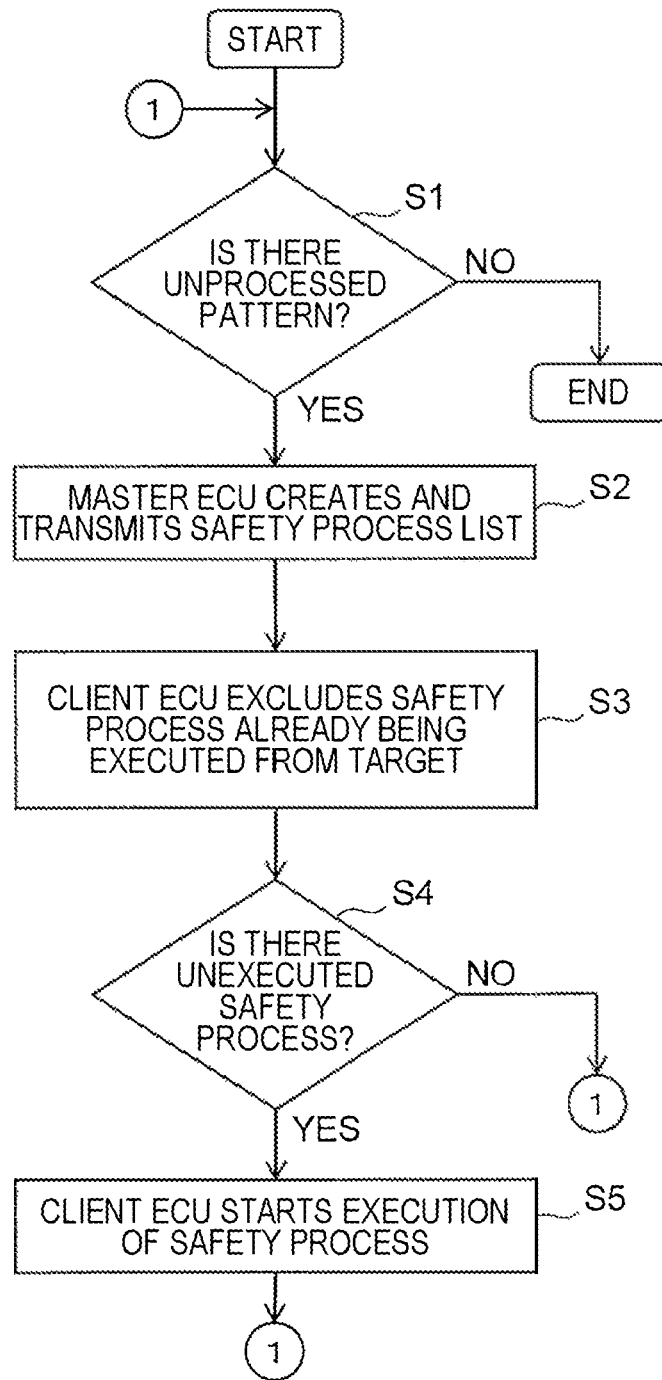 START
1
S1
IS THERE
UNPROCESSED
PATTERN?
NO
END
YES
S2
MASTER ECU CREATES AND
TRANSMITS SAFETY PROCESS LIST
S3
CLIENT ECU EXCLUDES SAFETY
PROCESS ALREADY BEING
EXECUTED FROM TARGET
S4
IS THERE
UNEXECUTED
SAFETY
PROCESS?
NO
1
YES
S5
CLIENT ECU STARTS EXECUTION
OF SAFETY PROCESS
1